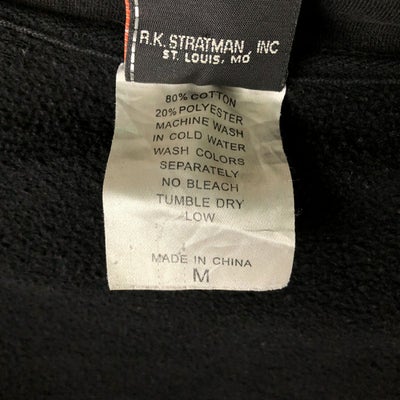 R.K. STRATMAN, INC
ST. LOUIS, MO
80% COTTON
20% POLYESTER
MACHINE WASH
IN COLD WATER
WASH COLORS
SEPARATELY
NO BLEACH
TUMBLE DRY
LOW
MADE IN CHINA
M